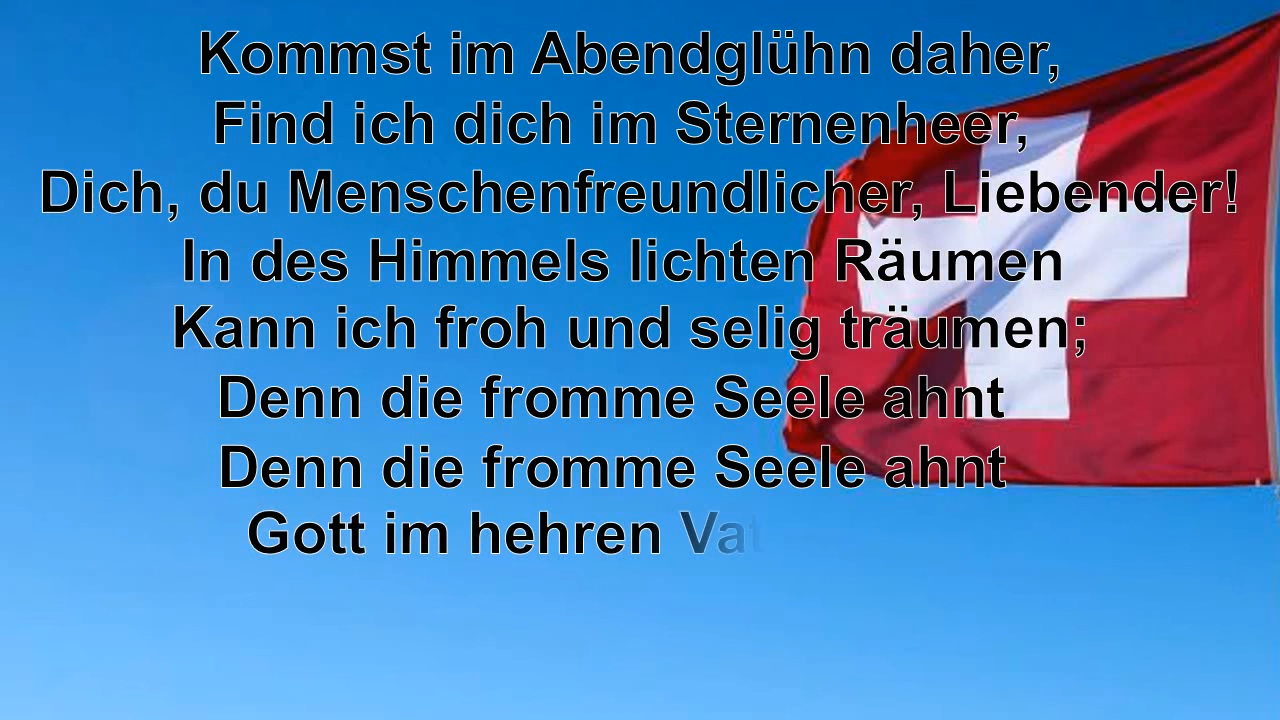 Kommst im Abendglühn daher,
Find ich dich im Sternenheer,
Dich, du Menschenfreundlicher, Liebender!
In des Himmels lichten Räumen
Kann ich froh und selig träumen;
Denn die fromme Seele ahnt
Denn die fromme Seele ahnt
Gott im hehren Vat